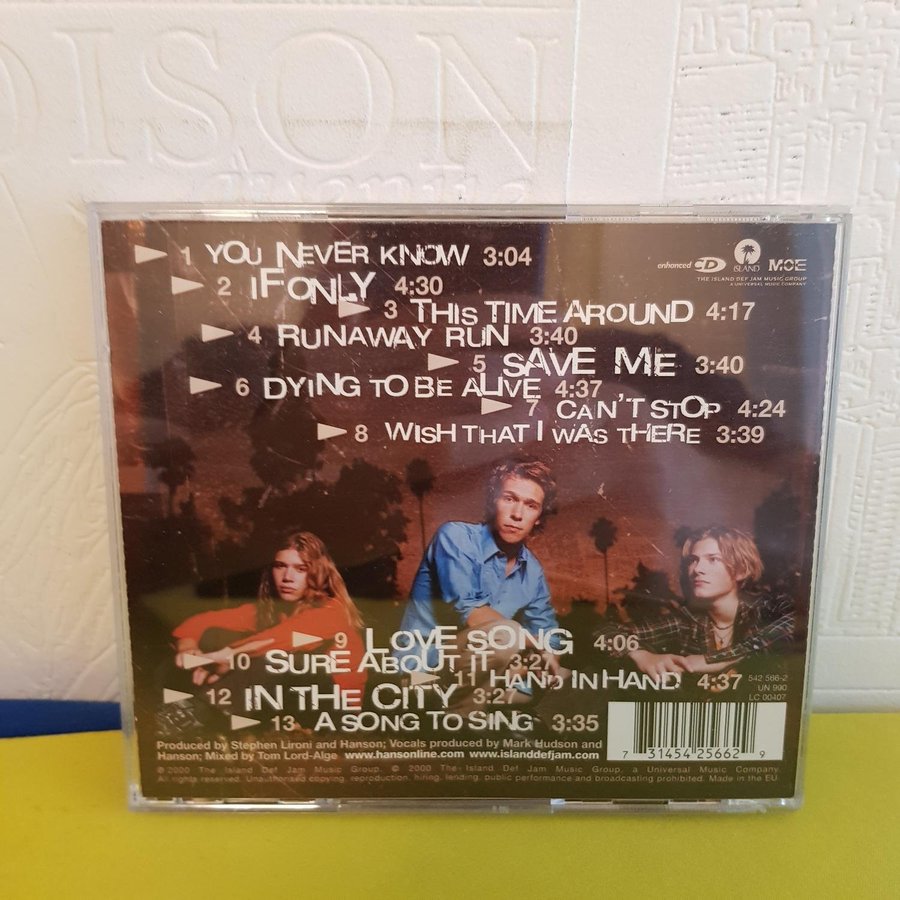 DISON
1 YOU NEVER KNOW 3:04
enhanced CD ISLAND MOE
THE ISLAND DEF JAM MUSIC GROUP
A UNIVERSAL MUSIC COMPANY
2 IF ONLY 4:30
3 THIS TIME AROUND 4:17
4 RUNAWAY RUN 3:40
5 SAVE ME 3:40
6 DYING TO BE ALIVE 4:37
7 CAN'T STOP 4:24
8 WISH THAT I WAS THERE 3:39
9 LOVE SONG 4:06
10 SURE ABOUT IT 3:27
11 HAND IN HAND 4:37
12 IN THE CITY 3:27
13 A SONG TO SING 3:35
542 566-2
UN 900
LC 00407
7 31454 25662 9
Produced by Stephen Lironi and Hanson; Vocals produced by Mark Hudson and
Hanson; Mixed by Tom Lord-Alge www.hansonline.com www.islanddefjam.com
℗ 2000 The Island Def Jam Music Group. © 2000 The Island Def Jam Music Group, a Universal Music Company.
All rights reserved. Unauthorised copying, reproduction, hiring, lending, public performance and broadcasting prohibited. Made in the EU.